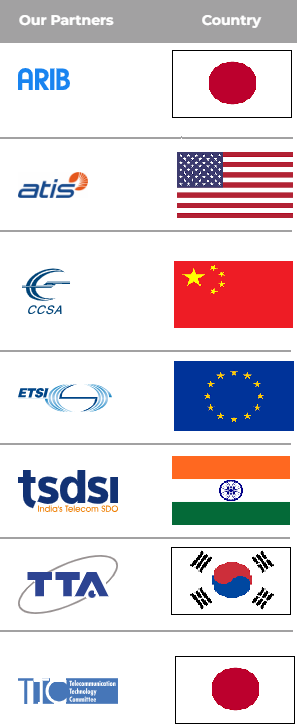 Our Partners Country
ARIB
atis
CCSA
ETSI
tsdsi
India's Telecom SDO
TTA
TTC Telecommunication
Technology
Committee